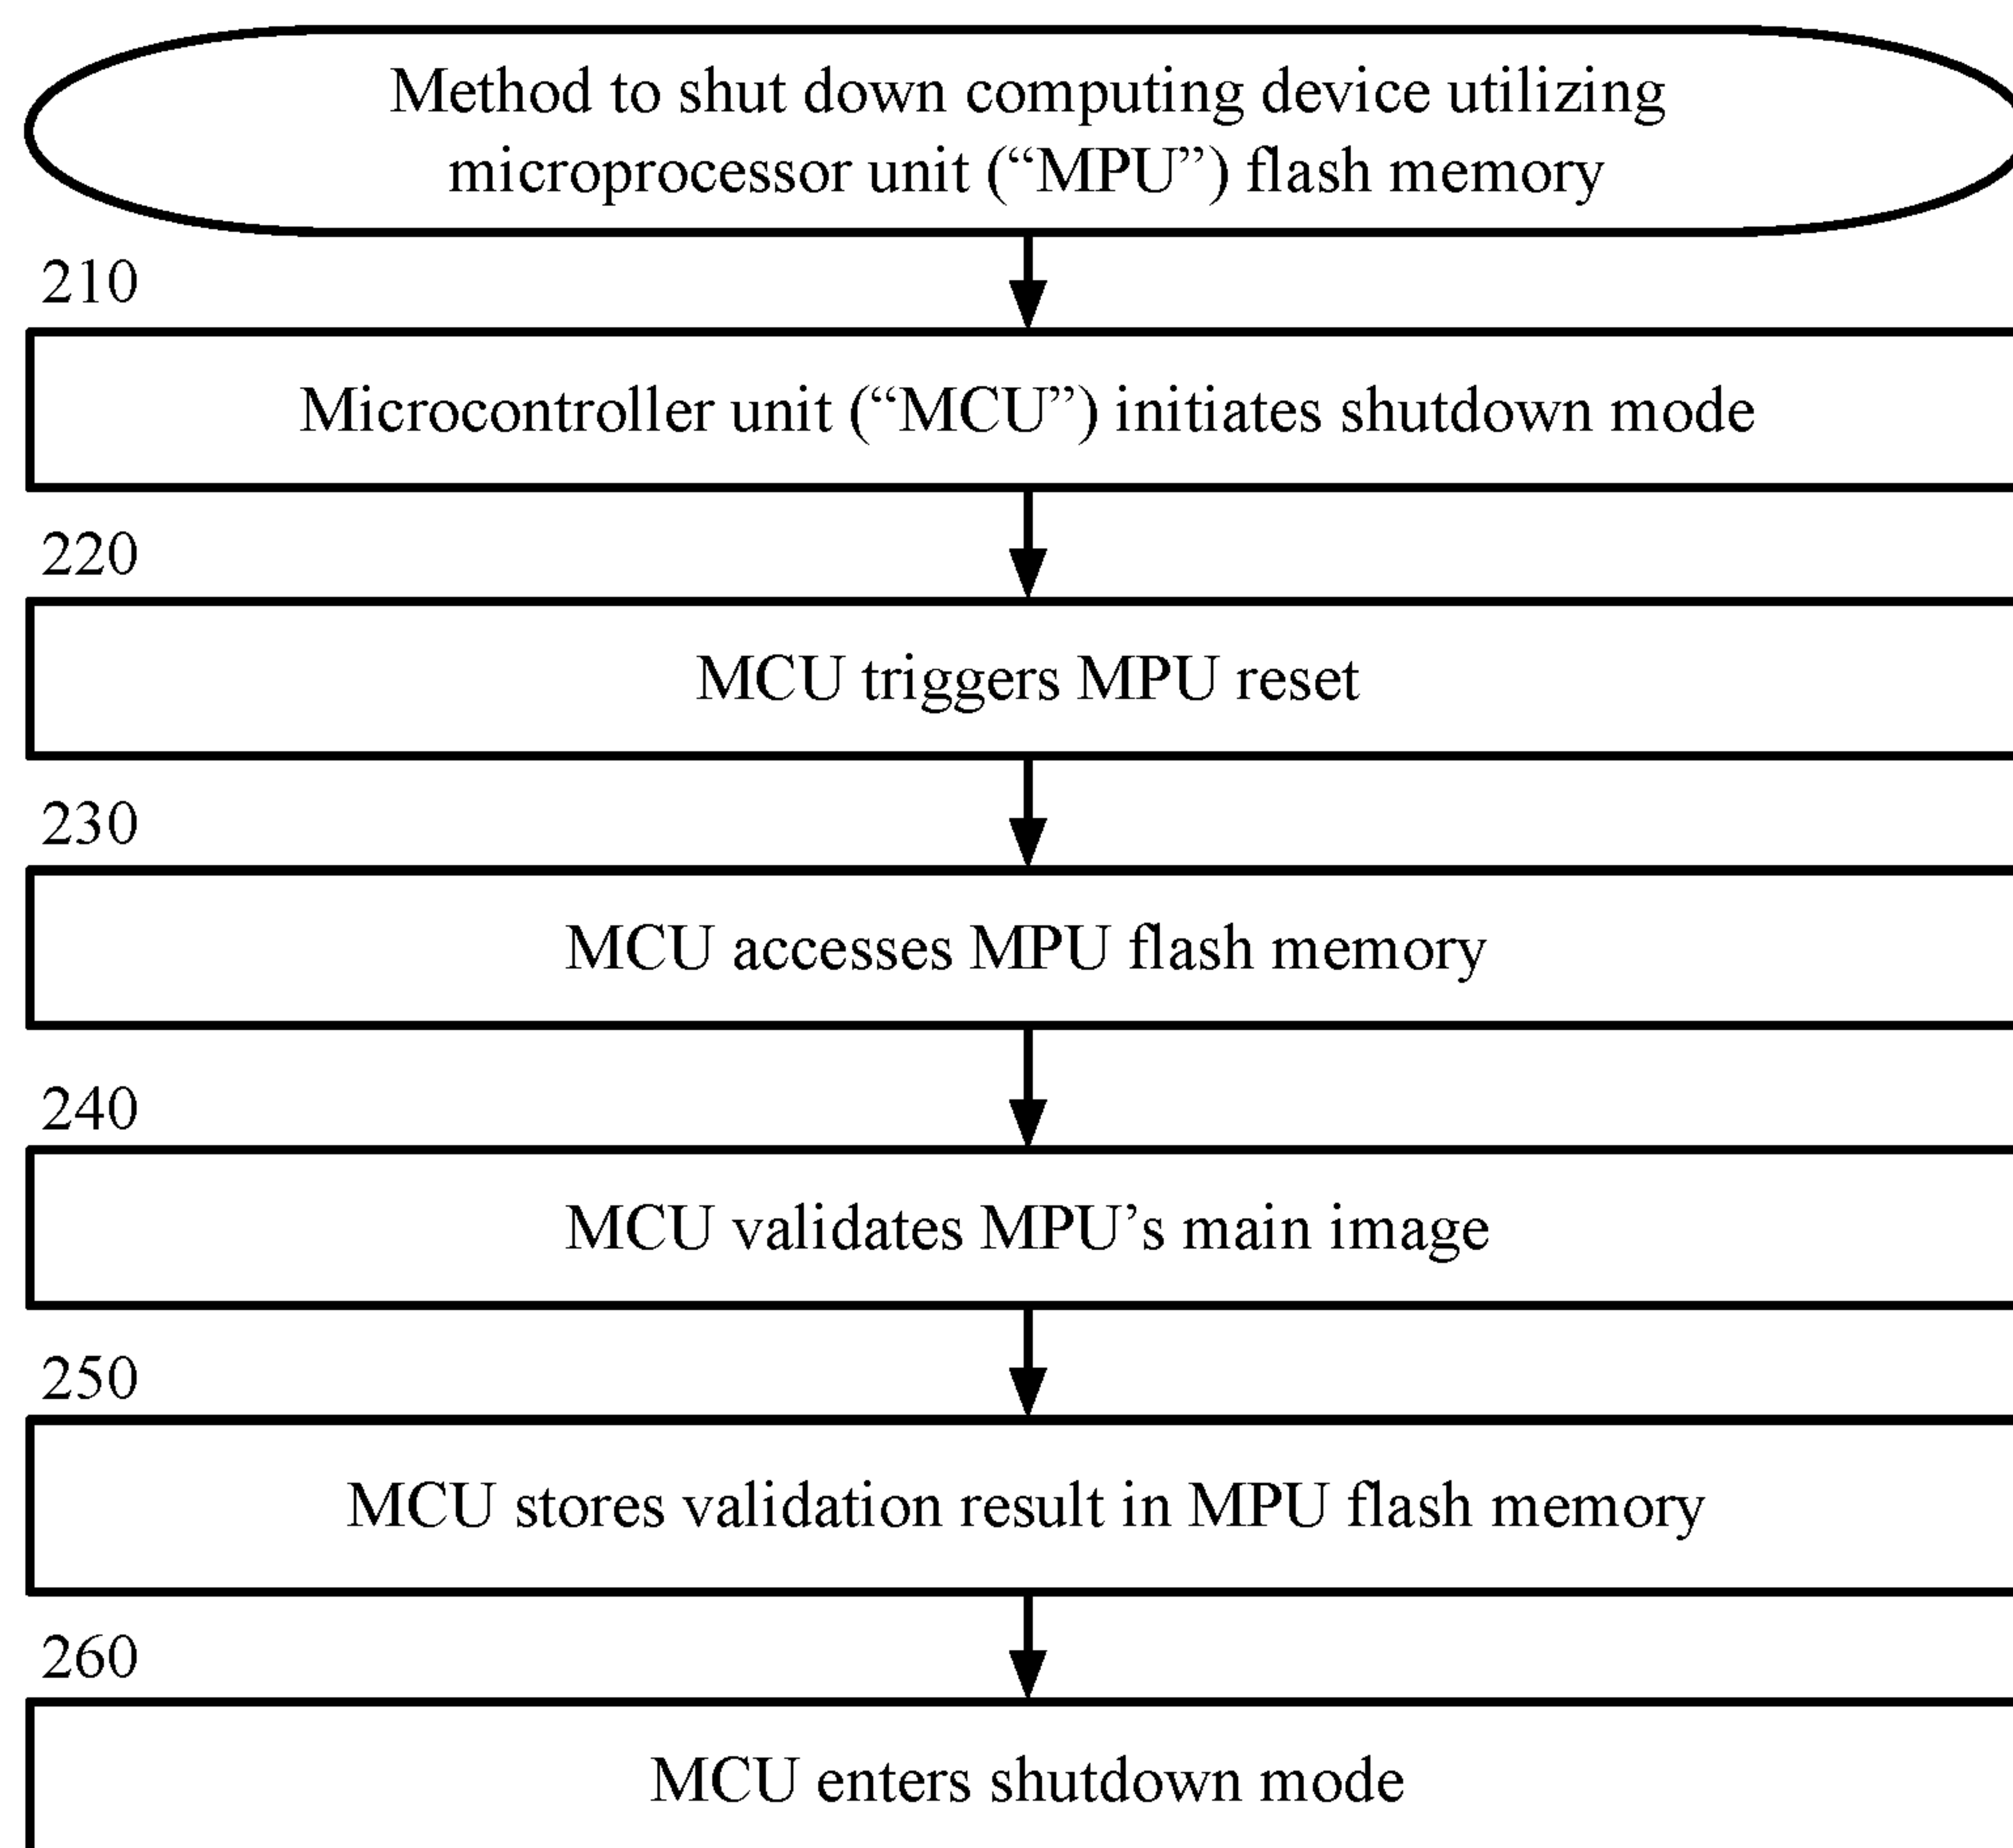 Method to shut down computing device utilizing
microprocessor unit (“MPU”) flash memory
210
Microcontroller unit (“MCU”) initiates shutdown mode
220
MCU triggers MPU reset
230
MCU accesses MPU flash memory
240
MCU validates MPU’s main image
250
MCU stores validation result in MPU flash memory
260
MCU enters shutdown mode